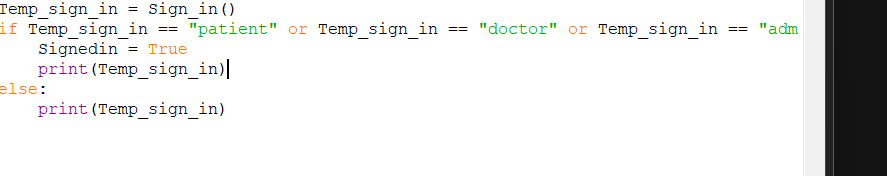 Temp_sign_in = Sign_in()
if Temp_sign_in == "patient" or Temp_sign_in == "doctor" or Temp_sign_in == "adm
    Signedin = True
    print(Temp_sign_in)
else:
    print(Temp_sign_in)